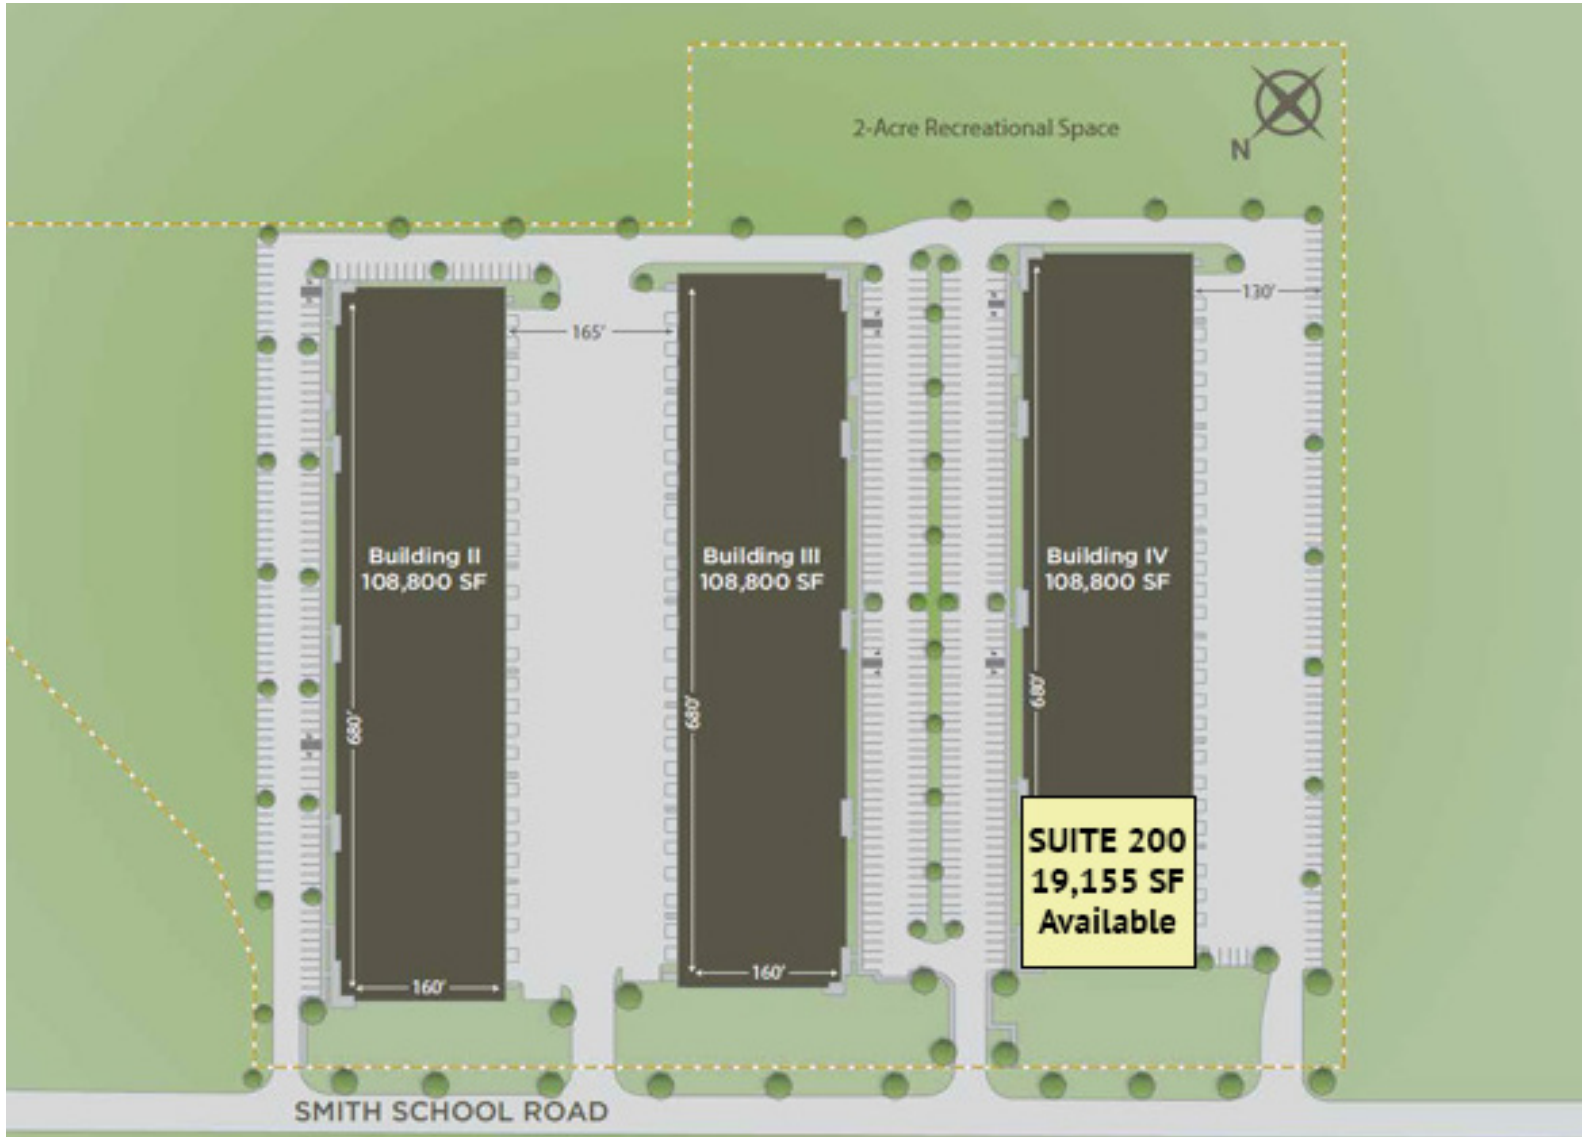 2-Acre Recreational Space
N
130'
165'
Building II
108,800 SF
Building III
108,800 SF
Building IV
108,800 SF
680'
680'
680'
SUITE 200
19,155 SF
Available
160'
160'
SMITH SCHOOL ROAD